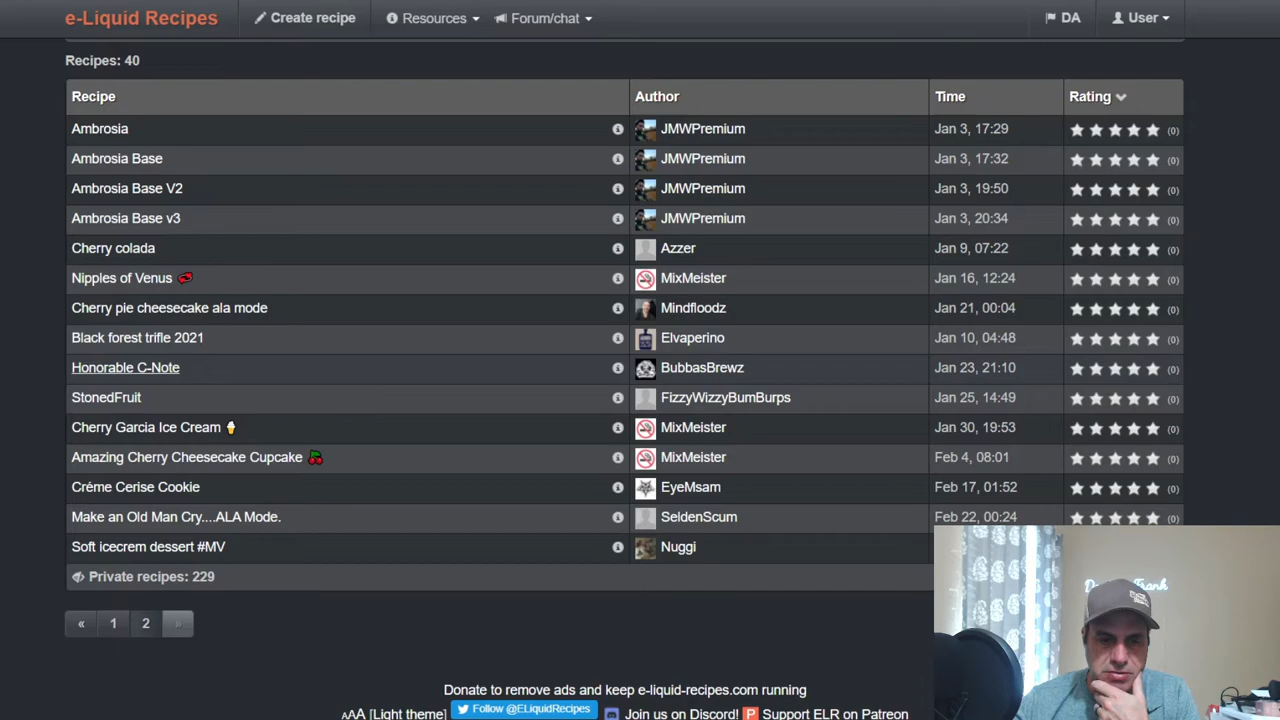 e-Liquid Recipes Create recipe Resources Forum/chat DA User
Recipes: 40
Recipe Author Time Rating
Ambrosia JMWPremium Jan 3, 17:29 (0)
Ambrosia Base JMWPremium Jan 3, 17:32 (0)
Ambrosia Base V2 JMWPremium Jan 3, 19:50 (0)
Ambrosia Base v3 JMWPremium Jan 3, 20:34 (0)
Cherry colada Azzer Jan 9, 07:22 (0)
Nipples of Venus MixMeister Jan 16, 12:24 (0)
Cherry pie cheesecake ala mode Mindfloodz Jan 21, 00:04 (0)
Black forest trifle 2021 Elvaperino Jan 10, 04:48 (0)
Honorable C-Note BubbasBrewz Jan 23, 21:10 (0)
StonedFruit FizzyWizzyBumBurps Jan 25, 14:49 (0)
Cherry Garcia Ice Cream MixMeister Jan 30, 19:53 (0)
Amazing Cherry Cheesecake Cupcake MixMeister Feb 4, 08:01 (0)
Créme Cerise Cookie EyeMsam Feb 17, 01:52 (0)
Make an Old Man Cry....ALA Mode. SeldenScum Feb 22, 00:24 (0)
Soft icecrem dessert #MV Nuggi
Private recipes: 229
« 1 2 »
Donate to remove ads and keep e-liquid-recipes.com running
AAA [Light theme] Follow @ELiquidRecipes Join us on Discord! Support ELR on Patreon